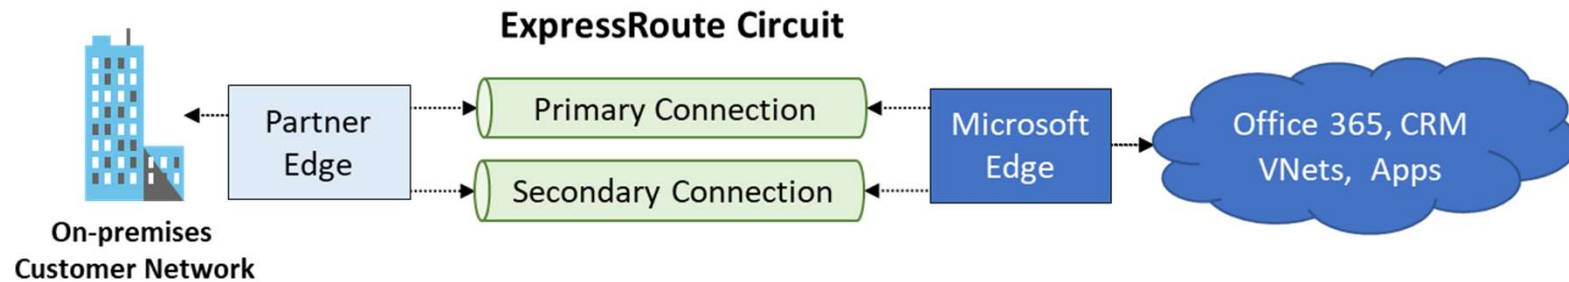 ExpressRoute Circuit
Partner
Edge
Primary Connection
Secondary Connection
Microsoft
Edge
Office 365, CRM
VNets, Apps
On-premises
Customer Network